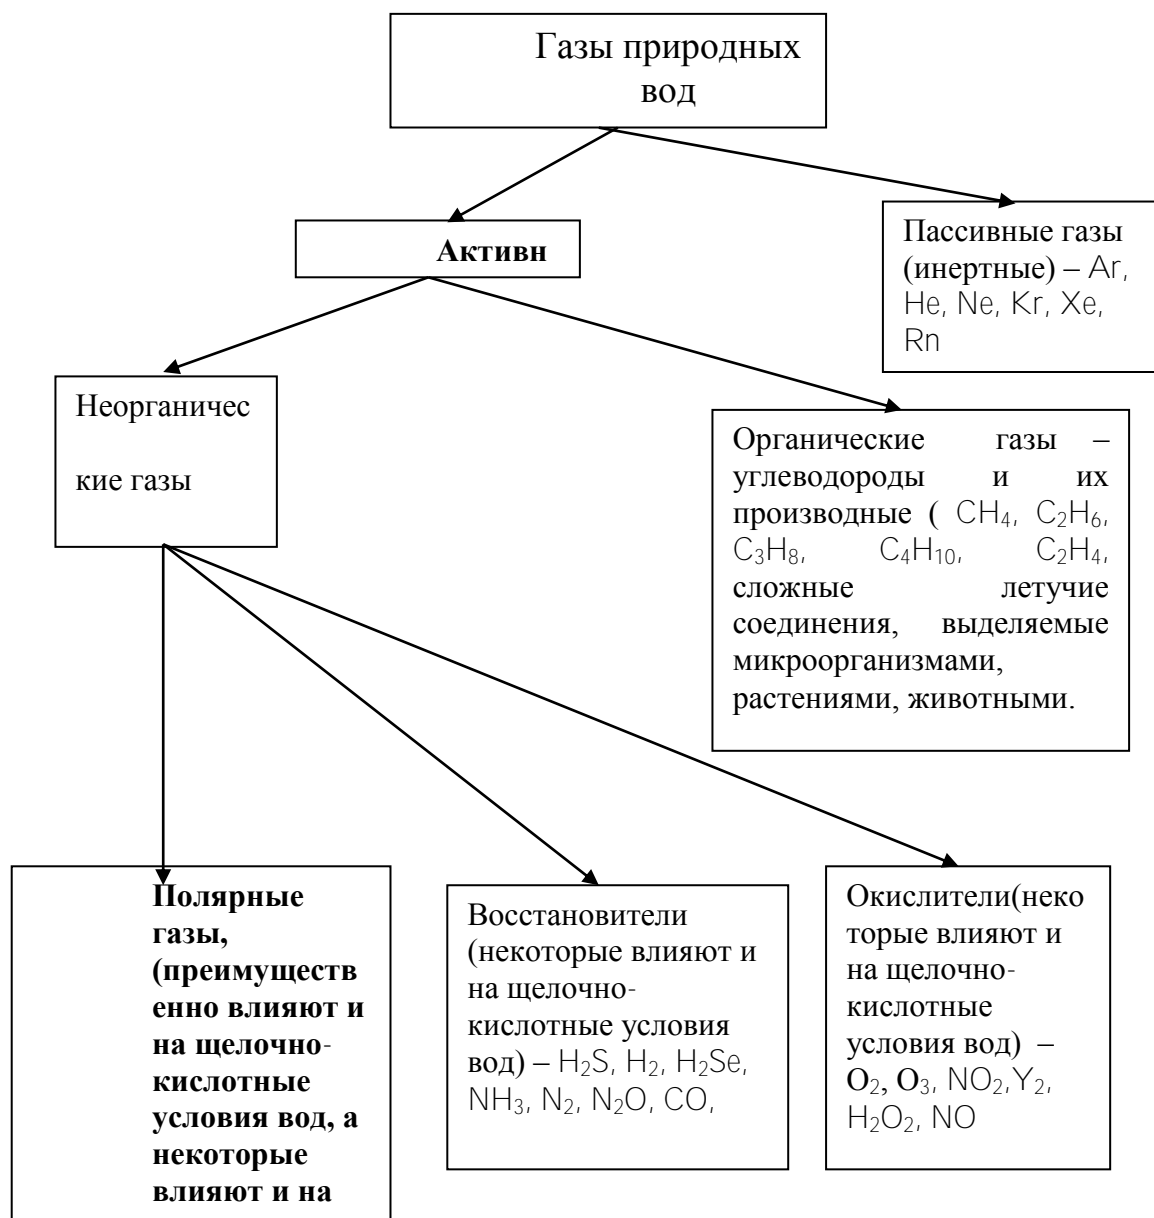 Газы природных
вод
Активн
Пассивные газы
(инертные) – Ar,
He, Ne, Kr, Xe,
Rn
Неорганичес
кие газы
Органические газы –
углеводороды и их
производные ( CH₄, C₂H₆,
C₃H₈, C₄H₁₀, C₂H₄,
сложные летучие
соединения, выделяемые
микроорганизмами,
растениями, животными.
Полярные
газы,
(преимуществ
енно влияют и
на щелочно-
кислотные
условия вод, а
некоторые
влияют и на
Восстановители
(некоторые влияют и
на щелочно-
кислотные условия
вод) – H₂S, H₂, H₂Se,
NH₃, N₂, N₂O, CO,
Окислители(неко
торые влияют и
на щелочно-
кислотные
условия вод) –
O₂, O₃, NO₂,Y₂,
H₂O₂, NO